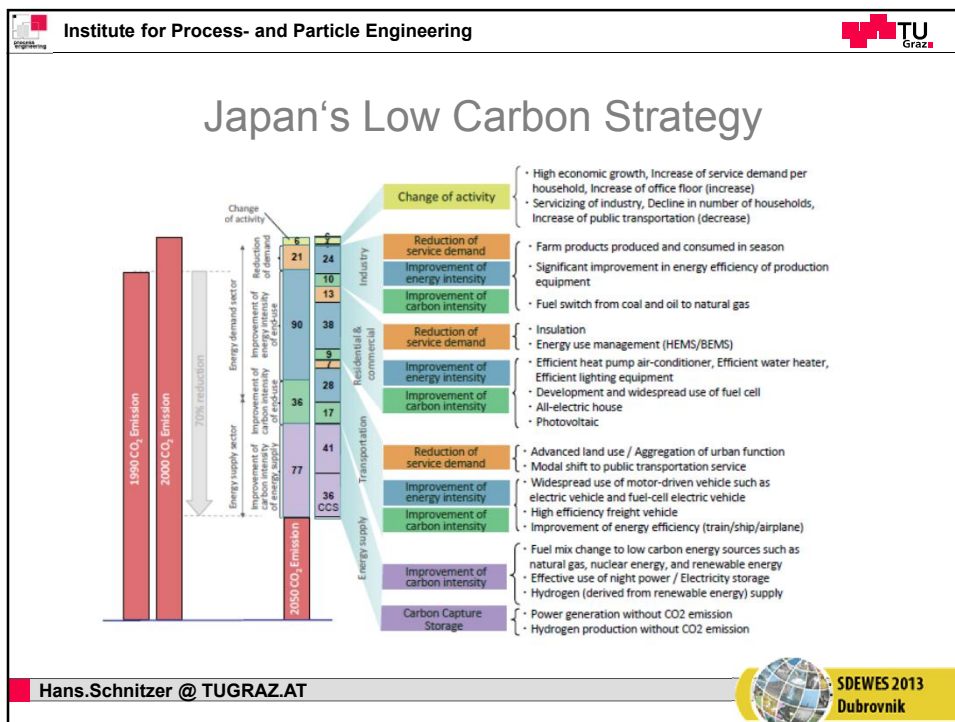 process
engineering
Institute for Process- and Particle Engineering
TU
Graz
Japan‘s Low Carbon Strategy
Change
of activity
Reduction
of demand
Energy demand sector
Improvement of
energy intensity
of end-use
Improvement of
carbon intensity
of end-use
Energy supply sector
Improvement of
carbon intensity
of energy supply
70% reduction
1990 CO₂ Emission
2000 CO₂ Emission
2050 CO₂ Emission
6
21
90
36
77
24
10
13
38
9
7
28
17
41
36
CCS
Industry
Residential &
commercial
Transportation
Energy supply
Change of activity
・High economic growth, Increase of service demand per
household, Increase of office floor (increase)
・Servicizing of industry, Decline in number of households,
Increase of public transportation (decrease)
Reduction of
service demand
Improvement of
energy intensity
Improvement of
carbon intensity
・Farm products produced and consumed in season
・Significant improvement in energy efficiency of production
equipment
・Fuel switch from coal and oil to natural gas
Reduction of
service demand
Improvement of
energy intensity
Improvement of
carbon intensity
・Insulation
・Energy use management (HEMS/BEMS)
・Efficient heat pump air-conditioner, Efficient water heater,
Efficient lighting equipment
・Development and widespread use of fuel cell
・All-electric house
・Photovoltaic
Reduction of
service demand
Improvement of
energy intensity
Improvement of
carbon intensity
・Advanced land use / Aggregation of urban function
・Modal shift to public transportation service
・Widespread use of motor-driven vehicle such as
electric vehicle and fuel-cell electric vehicle
・High efficiency freight vehicle
・Improvement of energy efficiency (train/ship/airplane)
Improvement of
carbon intensity
・Fuel mix change to low carbon energy sources such as
natural gas, nuclear energy, and renewable energy
・Effective use of night power / Electricity storage
・Hydrogen (derived from renewable energy) supply
Carbon Capture
Storage
・Power generation without CO2 emission
・Hydrogen production without CO2 emission
Hans.Schnitzer @ TUGRAZ.AT
SDEWES 2013
Dubrovnik